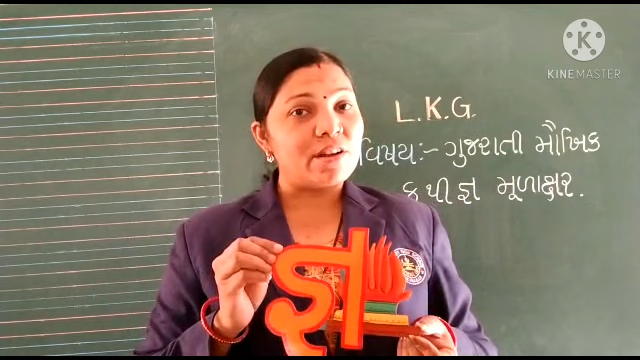 KINEMASTER
L.K.G.
વિષય:- ગુજરાતી મૌખિક
ક થી જ્ઞ મૂળાક્ષર.
જ્ઞ